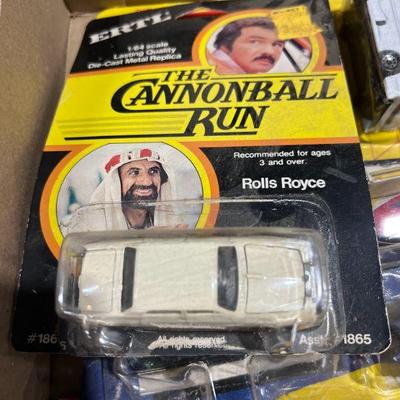 ERTL
1/64 scale
Lasting Quality
Die-Cast Metal Replica
THE
CANNONBALL
RUN
Recommended for ages
3 and over.
Rolls Royce
All rights reserved.
Asst. #1865